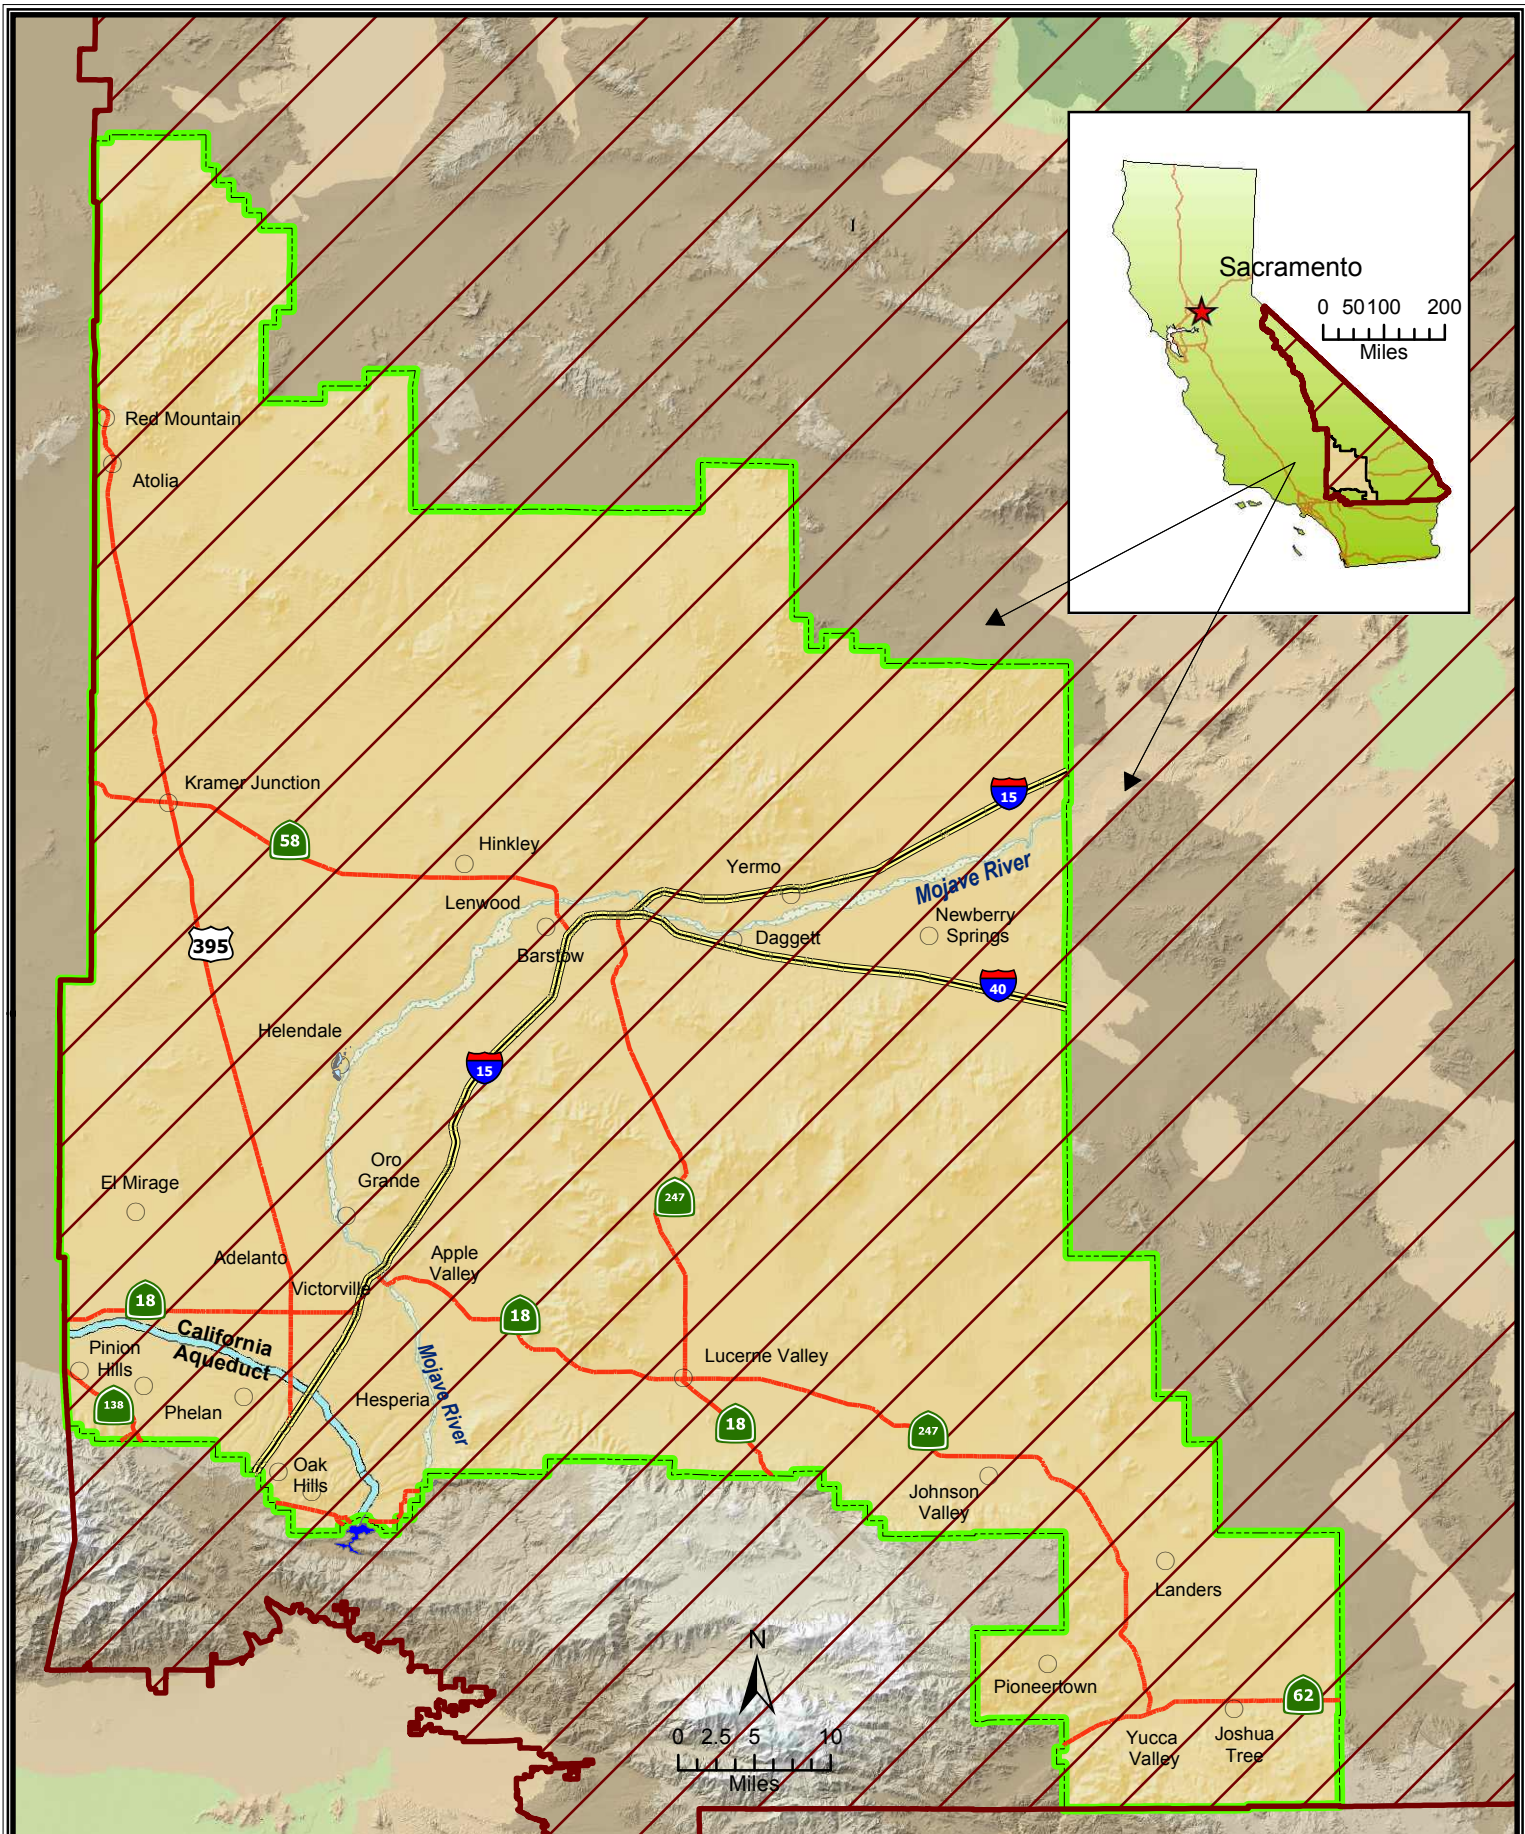 1
Sacramento
0 50 100 200
Miles
Red Mountain
Atolia
Kramer Junction
58
15
Hinkley
Yermo
Mojave River
Lenwood
Newberry
Springs
395
Barstow
Daggett
40
Helendale
15
Oro
Grande
El Mirage
247
Adelanto
Apple
Valley
Victorville
18
18
California
Aqueduct
Pinion
Hills
Mojave River
Lucerne Valley
138
Phelan
Hesperia
18
247
Oak
Hills
Johnson
Valley
Landers
N
Pioneertown
62
0 2.5 5 10
Miles
Yucca
Valley
Joshua
Tree